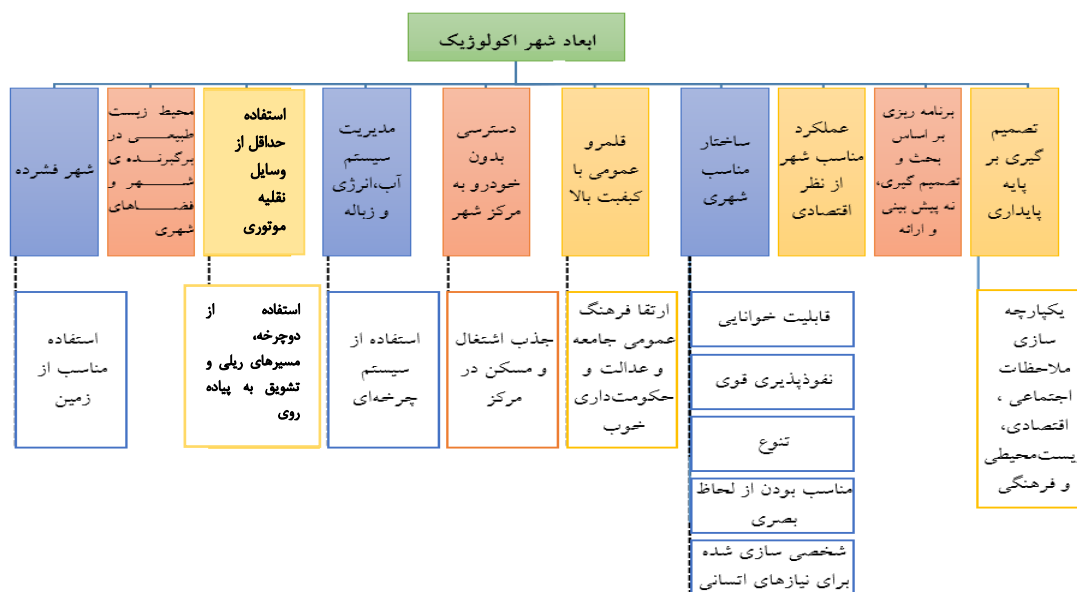 ابعاد شهر اکولوژیک
تصمیم
گیری بر
پایه
پایداری
برنامه ریزی
بر اساس
بحث و
تصمیم گیری،
نه پیش بینی
و ارائه
عملکرد
مناسب شهر
از نظر
اقتصادی
ساختار
مناسب
شهری
قلمرو
عمومی با
کیفبت بالا
دسترسی
بدون
خودرو به
مرکز شهر
مدیریت
سیستم
آب،انرژی
و زباله
استفاده
حداقل از
وسایل
نقلیه
موتوری
محیط زیست
طبیعی در
برگبرنده ی
شهر و
فضاهای
شهری
شهر فشرده
یکپارچه
سازی
ملاحظات
اجتماعی ،
اقتصادی،
یست‌محیطی
و فرهنگی
قابلیت خوانایی
نفوذپذیری قوی
تنوع
مناسب بودن از لحاظ
بصری
شخصی سازی شده
برای نیازهای اتسانی
ارتقا فرهنگ
عمومی جامعه
و عدالت و
حکومت‌داری
خوب
جذب اشتغال
و مسکن در
مرکز
استفاده از
سیستم
چرخه‌ای
استفاده از
دوچرخه،
مسیرهای ریلی و
تشویق به پیاده
روی
استفاده
مناسب از
زمین